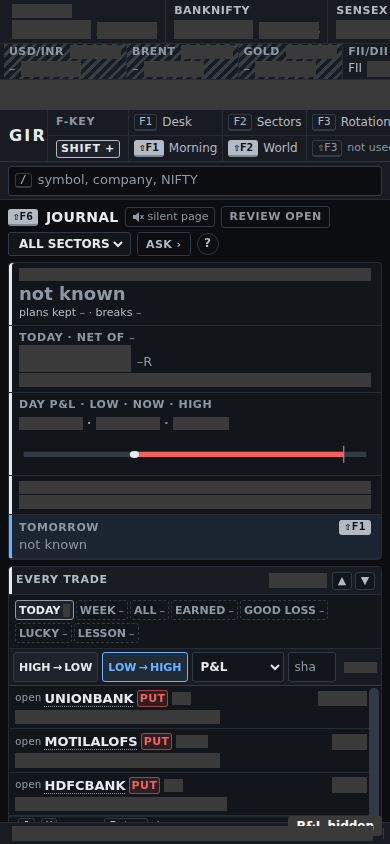 BANKNIFTY SENSEX
USD/INR BRENT GOLD FII/DII
– – – FII
GIR F-KEY F1 Desk F2 Sectors F3 Rotation
SHIFT + ⇧F1 Morning ⇧F2 World ⇧F3 not used
/ symbol, company, NIFTY
⇧F6 JOURNAL silent page REVIEW OPEN
ALL SECTORS ASK › ?
not known
plans kept – · breaks –
TODAY · NET OF –
–R
DAY P&L · LOW · NOW · HIGH
· ·
TOMORROW ⇧F1
not known
EVERY TRADE ▲ ▼
TODAY WEEK – ALL – EARNED – GOOD LOSS –
LUCKY – LESSON –
HIGH→LOW LOW→HIGH P&L sha
open UNIONBANK PUT
open MOTILALOFS PUT
open HDFCBANK PUT